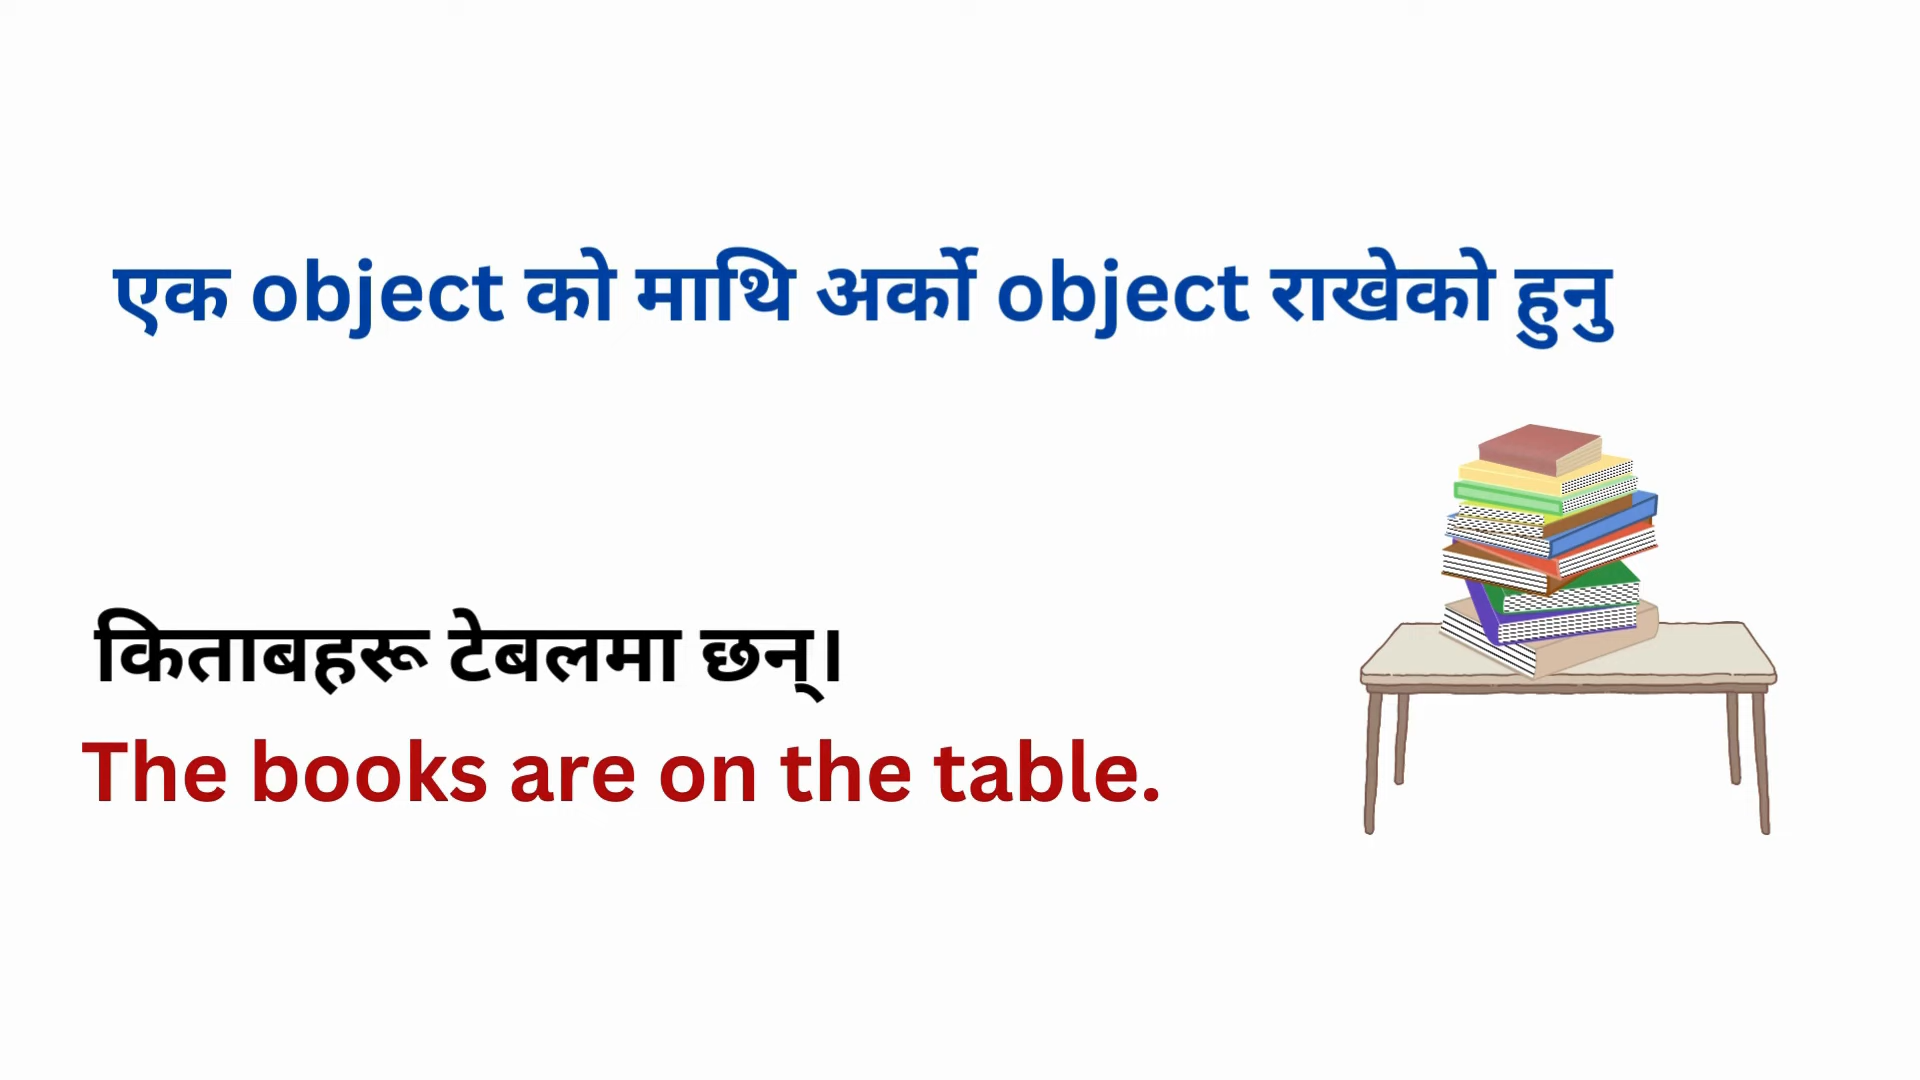 एक object को माथि अर्को object राखेको हुनु
किताबहरू टेबलमा छन्।
The books are on the table.